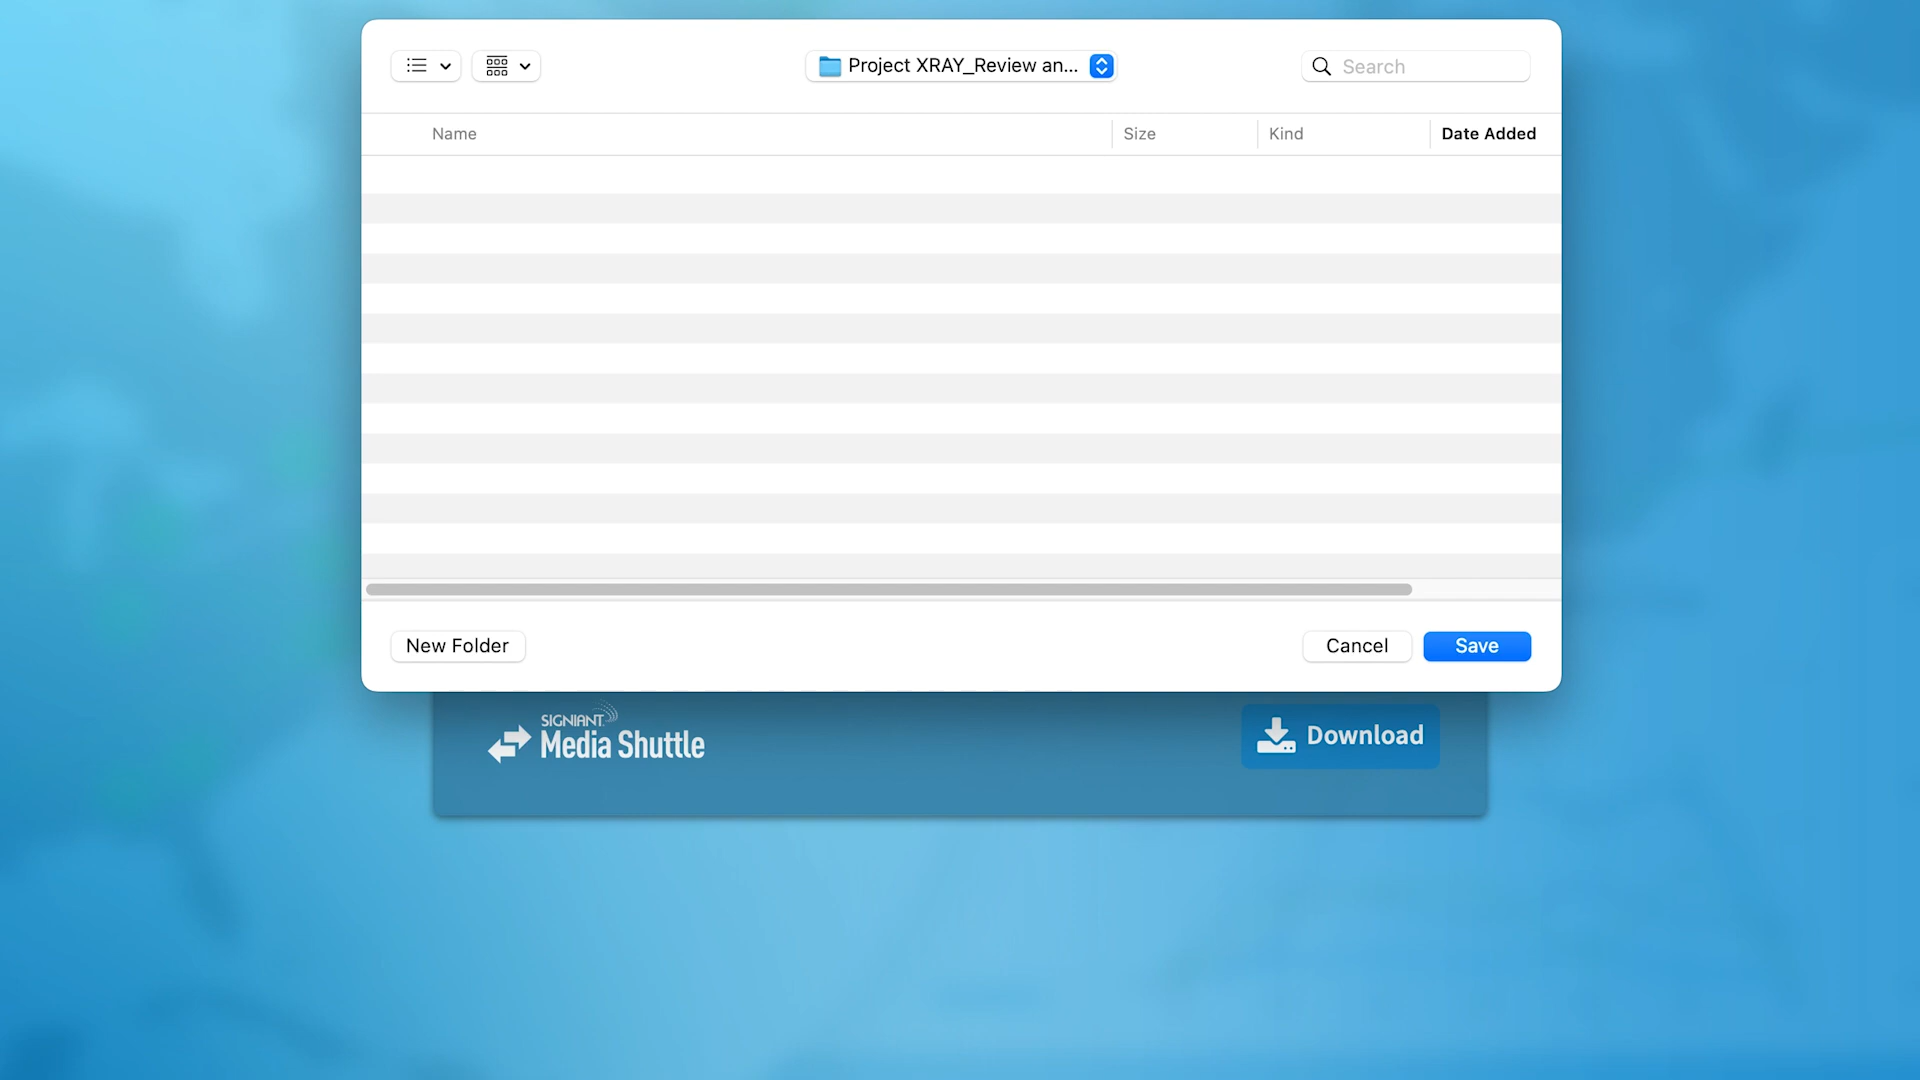 Project XRAY_Review an...
Search
Name Size Kind Date Added
New Folder Cancel Save
SIGNIANT
Media Shuttle
Download